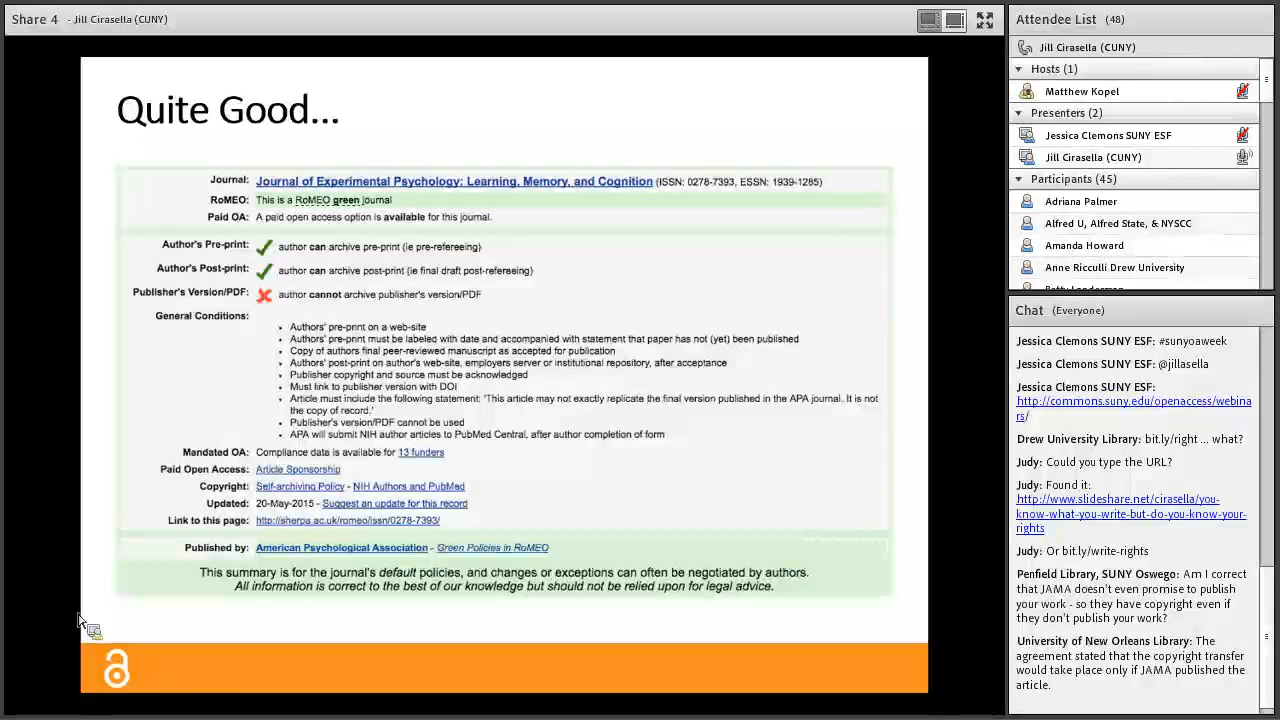 Share 4 - Jill Cirasella (CUNY)
Quite Good...
Journal: Journal of Experimental Psychology: Learning, Memory, and Cognition (ISSN: 0278-7393, ESSN: 1939-1285)
RoMEO: This is a RoMEO green journal
Paid OA: A paid open access option is available for this journal.
Author's Pre-print: author can archive pre-print (ie pre-refereeing)
Author's Post-print: author can archive post-print (ie final draft post-refereeing)
Publisher's Version/PDF: author cannot archive publisher's version/PDF
General Conditions:
• Authors' pre-print on a web-site
• Authors' pre-print must be labeled with date and accompanied with statement that paper has not (yet) been published
• Copy of authors final peer-reviewed manuscript as accepted for publication
• Authors' post-print on author's web-site, employers server or institutional repository, after acceptance
• Publisher copyright and source must be acknowledged
• Must link to publisher version with DOI
• Article must include the following statement: 'This article may not exactly replicate the final version published in the APA journal. It is not
the copy of record.'
• Publisher's version/PDF cannot be used
• APA will submit NIH author articles to PubMed Central, after author completion of form
Mandated OA: Compliance data is available for 13 funders
Paid Open Access: Article Sponsorship
Copyright: Self-archiving Policy - NIH Authors and PubMed
Updated: 20-May-2015 - Suggest an update for this record
Link to this page: http://sherpa.ac.uk/romeo/issn/0278-7393/
Published by: American Psychological Association - Green Policies in RoMEO
This summary is for the journal's default policies, and changes or exceptions can often be negotiated by authors.
All information is correct to the best of our knowledge but should not be relied upon for legal advice.
Attendee List (48)
Jill Cirasella (CUNY)
Hosts (1)
Matthew Kopel
Presenters (2)
Jessica Clemons SUNY ESF
Jill Cirasella (CUNY)
Participants (45)
Adriana Palmer
Alfred U, Alfred State, & NYSCC
Amanda Howard
Anne Ricculli Drew University
Chat (Everyone)
Jessica Clemons SUNY ESF: #sunyoaweek
Jessica Clemons SUNY ESF: @jillasella
Jessica Clemons SUNY ESF:
http://commons.suny.edu/openaccess/webina
rs/
Drew University Library: bit.ly/right ... what?
Judy: Could you type the URL?
Judy: Found it:
http://www.slideshare.net/cirasella/you-
know-what-you-write-but-do-you-know-your-
rights
Judy: Or bit.ly/write-rights
Penfield Library, SUNY Oswego: Am I correct
that JAMA doesn't even promise to publish
your work - so they have copyright even if
they don't publish your work?
University of New Orleans Library: The
agreement stated that the copyright transfer
would take place only if JAMA published the
article.